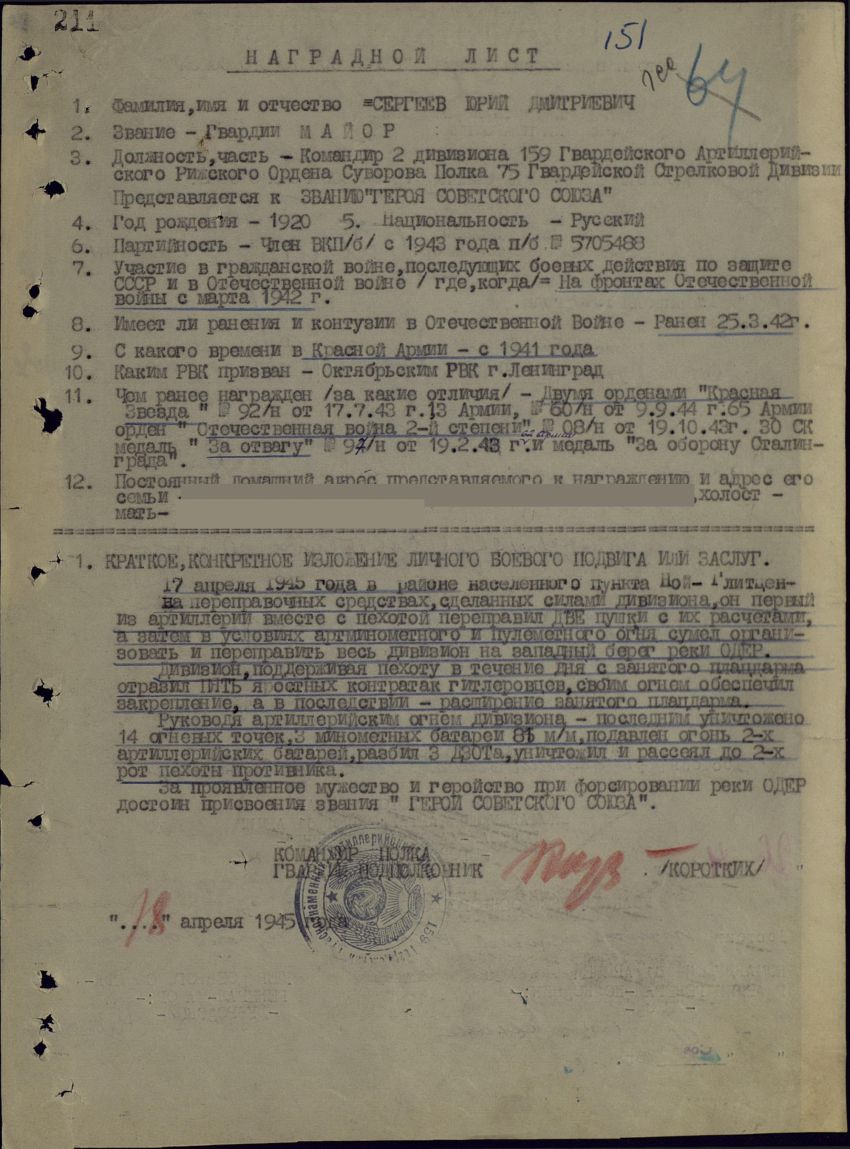 211
151
64
НАГРАДНОЙ ЛИСТ
1. Фамилия,имя и отчество =СЕРГЕЕВ ЮРИЙ ДМИТРИЕВИЧ
2. Звание - Гвардии МАЙОР
3. Должность,часть - Командир 2 дивизиона 159 Гвардейского Артиллерий-
ского Рижского Ордена Суворова Полка 75 Гвардейской Стрелковой Дивизии
Представляется к ЗВАНИЮ"ГЕРОЯ СОВЕТСКОГО СОЮЗА"
4. Год рождения - 1920 5. Национальность - Русский
6. Партийность - Член ВКП/б/ с 1943 года п/б № 5705488
7. Участие в гражданской войне,последующих боевых действия по защите
СССР и в Отечественной войне / где,когда/= На фронтах Отечественной
войны с марта 1942 г.
8. Имеет ли ранения и контузии в Отечественной Войне - Ранен 25.3.42г.
9. С какого времени в Красной Армии - с 1941 года
10. Каким РВК призван - Октябрьским РВК г.Ленинград
11. Чем ранее награжден /за какие отличия/ - Двумя орденами "Красная
Звезда " № 92/н от 17.7.43 г.13 Армии, № 60/н от 9.9.44 г.65 Армии
орден " Отечественная война 2-й степени" № 08/н от 19.10.43г. 30 СК
медаль " За отвагу" № 97/н от 19.2.43 г.и медаль "За оборону Сталин-
града".
12. Постоянный домашний адрес представляемого к награждению и адрес его
семьи ,холост -
мать-
1. КРАТКОЕ,КОНКРЕТНОЕ ИЗЛОЖЕНИЕ ЛИЧНОГО БОЕВОГО ПОДВИГА ИЛИ ЗАСЛУГ.
17 апреля 1945 года в районе населенного пункта Ной- Глитцен-
на переправочных средствах,сделанных силами дивизиона,он первый
из артиллерии вместе с пехотой переправил ДВЕ пушки с их расчетами,
а затем в условиях артминометного и пулеметного огня сумел органи-
зовать и переправить весь дивизион на западный берег реки ОДЕР.
Дивизион,поддерживая пехоту в течение дня с занятого плацдарма
отразил ПЯТЬ яростных контратак гитлеровцев,своим огнем обеспечил
закрепление, а в последствии - расширение занятого плацдарма.
Руководя артиллерийским огнем дивизиона - последним уничтожено
14 огневых точек,3 минометных батареи 81 м/м,подавлен огонь 2-х
артиллерийских батарей,разбил 3 ДЗОТа,уничтожил и рассеял до 2-х
рот пехоты противника.
За проявленное мужество и геройство при форсировании реки ОДЕР
достоин присвоения звания " ГЕРОЙ СОВЕТСКОГО СОЮЗА".
КОМАНДИР ПОЛКА
ГВАРДИИ ПОДПОЛКОВНИК /КОРОТКИХ/
"18" апреля 1945 года